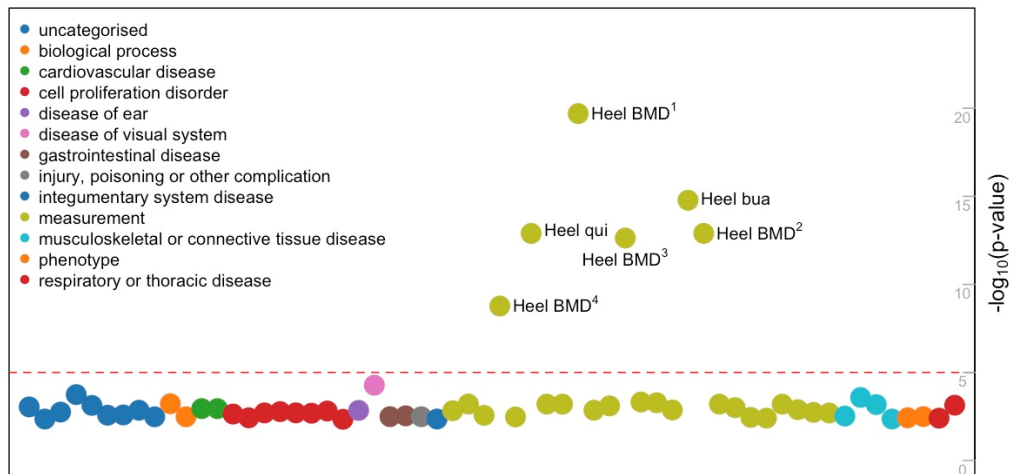 uncategorised
biological process
cardiovascular disease
cell proliferation disorder
disease of ear
disease of visual system
gastrointestinal disease
injury, poisoning or other complication
integumentary system disease
measurement
musculoskeletal or connective tissue disease
phenotype
respiratory or thoracic disease
Heel BMD¹
Heel bua
Heel qui
Heel BMD²
Heel BMD³
Heel BMD⁴
20
15
10
5
0
-log₁₀(p-value)